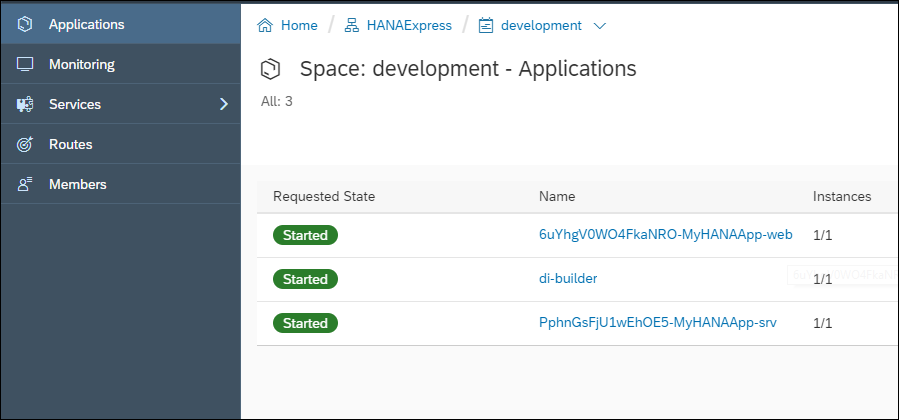 Applications
Monitoring
Services
Routes
Members
Home / HANAExpress / development
Space: development - Applications
All: 3
Requested State Name Instances
Started 6uYhgV0WO4FkaNRO-MyHANAApp-web 1/1
Started di-builder 1/1
Started PphnGsFjU1wEhOE5-MyHANAApp-srv 1/1